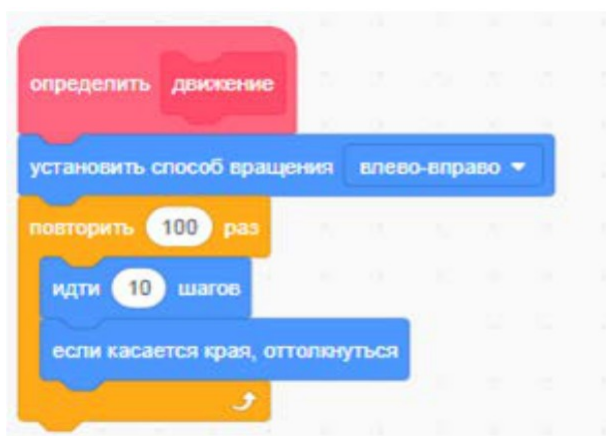 определить движение
установить способ вращения влево-вправо
повторить 100 раз
идти 10 шагов
если касается края, оттолкнуться